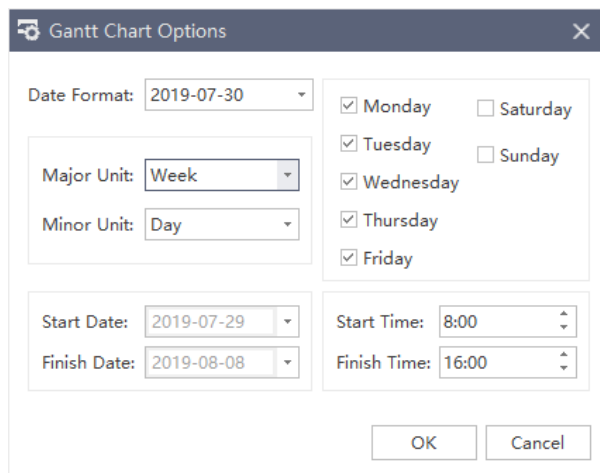 Gantt Chart Options
Date Format: 2019-07-30
Major Unit: Week
Minor Unit: Day
Monday
Tuesday
Wednesday
Thursday
Friday
Saturday
Sunday
Start Date: 2019-07-29
Finish Date: 2019-08-08
Start Time: 8:00
Finish Time: 16:00
OK
Cancel